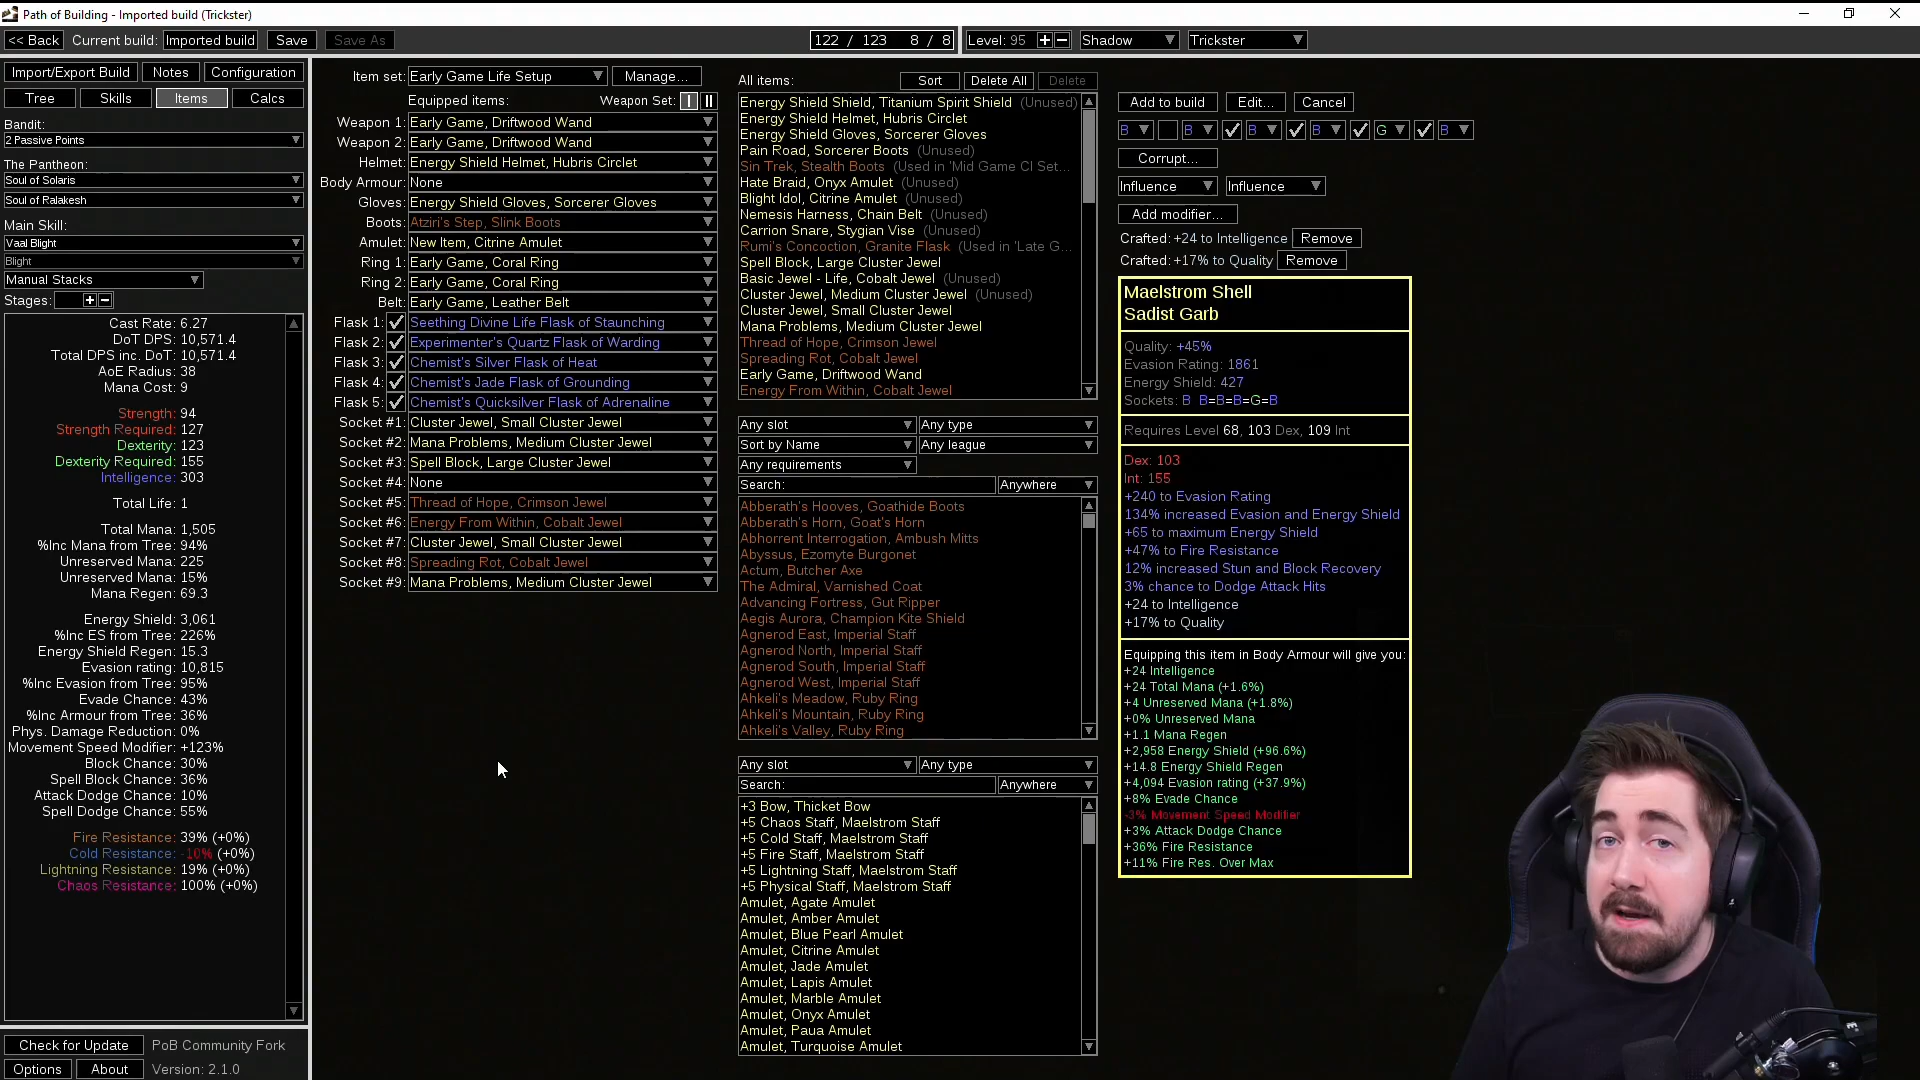 Path of Building - Imported build (Trickster)
<< Back
Current build:
Imported build
Save
Save As
122 / 123 8 / 8
Level: 95
Shadow
Trickster
Import/Export Build
Notes
Configuration
Tree
Skills
Items
Calcs
Bandit:
2 Passive Points
The Pantheon:
Soul of Solaris
Soul of Ralakesh
Main Skill:
Vaal Blight
Blight
Manual Stacks
Stages:
Cast Rate: 6.27
DoT DPS: 10,571.4
Total DPS inc. DoT: 10,571.4
AoE Radius: 38
Mana Cost: 9
Strength: 94
Strength Required: 127
Dexterity: 123
Dexterity Required: 155
Intelligence: 303
Total Life: 1
Total Mana: 1,505
%Inc Mana from Tree: 94%
Unreserved Mana: 225
Unreserved Mana: 15%
Mana Regen: 69.3
Energy Shield: 3,061
%Inc ES from Tree: 226%
Energy Shield Regen: 15.3
Evasion rating: 10,815
%Inc Evasion from Tree: 95%
Evade Chance: 43%
%Inc Armour from Tree: 36%
Phys. Damage Reduction: 0%
Movement Speed Modifier: +123%
Block Chance: 30%
Spell Block Chance: 36%
Attack Dodge Chance: 10%
Spell Dodge Chance: 55%
Fire Resistance: 39% (+0%)
Cold Resistance: -10% (+0%)
Lightning Resistance: 19% (+0%)
Chaos Resistance: 100% (+0%)
Check for Update
PoB Community Fork
Options
About
Version: 2.1.0
Item set: Early Game Life Setup
Manage...
Equipped items:
Weapon Set: I II
Weapon 1: Early Game, Driftwood Wand
Weapon 2: Early Game, Driftwood Wand
Helmet: Energy Shield Helmet, Hubris Circlet
Body Armour: None
Gloves: Energy Shield Gloves, Sorcerer Gloves
Boots: Atziri's Step, Slink Boots
Amulet: New Item, Citrine Amulet
Ring 1: Early Game, Coral Ring
Ring 2: Early Game, Coral Ring
Belt: Early Game, Leather Belt
Flask 1: Seething Divine Life Flask of Staunching
Flask 2: Experimenter's Quartz Flask of Warding
Flask 3: Chemist's Silver Flask of Heat
Flask 4: Chemist's Jade Flask of Grounding
Flask 5: Chemist's Quicksilver Flask of Adrenaline
Socket #1: Cluster Jewel, Small Cluster Jewel
Socket #2: Mana Problems, Medium Cluster Jewel
Socket #3: Spell Block, Large Cluster Jewel
Socket #4: None
Socket #5: Thread of Hope, Crimson Jewel
Socket #6: Energy From Within, Cobalt Jewel
Socket #7: Cluster Jewel, Small Cluster Jewel
Socket #8: Spreading Rot, Cobalt Jewel
Socket #9: Mana Problems, Medium Cluster Jewel
All items:
Sort
Delete All
Delete
Energy Shield Shield, Titanium Spirit Shield (Unused)
Energy Shield Helmet, Hubris Circlet
Energy Shield Gloves, Sorcerer Gloves
Pain Road, Sorcerer Boots (Unused)
Sin Trek, Stealth Boots (Used in 'Mid Game CI Set...
Hate Braid, Onyx Amulet (Unused)
Blight Idol, Citrine Amulet (Unused)
Nemesis Harness, Chain Belt (Unused)
Carrion Snare, Stygian Vise (Unused)
Rumi's Concoction, Granite Flask (Used in 'Late G...
Spell Block, Large Cluster Jewel
Basic Jewel - Life, Cobalt Jewel (Unused)
Cluster Jewel, Medium Cluster Jewel (Unused)
Cluster Jewel, Small Cluster Jewel
Mana Problems, Medium Cluster Jewel
Thread of Hope, Crimson Jewel
Spreading Rot, Cobalt Jewel
Early Game, Driftwood Wand
Energy From Within, Cobalt Jewel
Any slot
Any type
Sort by Name
Any league
Any requirements
Search:
Anywhere
Abberath's Hooves, Goathide Boots
Abberath's Horn, Goat's Horn
Abhorrent Interrogation, Ambush Mitts
Abyssus, Ezomyte Burgonet
Actum, Butcher Axe
The Admiral, Varnished Coat
Advancing Fortress, Gut Ripper
Aegis Aurora, Champion Kite Shield
Agnerod East, Imperial Staff
Agnerod North, Imperial Staff
Agnerod South, Imperial Staff
Agnerod West, Imperial Staff
Ahkeli's Meadow, Ruby Ring
Ahkeli's Mountain, Ruby Ring
Ahkeli's Valley, Ruby Ring
Any slot
Any type
Search:
Anywhere
+3 Bow, Thicket Bow
+5 Chaos Staff, Maelstrom Staff
+5 Cold Staff, Maelstrom Staff
+5 Fire Staff, Maelstrom Staff
+5 Lightning Staff, Maelstrom Staff
+5 Physical Staff, Maelstrom Staff
Amulet, Agate Amulet
Amulet, Amber Amulet
Amulet, Blue Pearl Amulet
Amulet, Citrine Amulet
Amulet, Jade Amulet
Amulet, Lapis Amulet
Amulet, Marble Amulet
Amulet, Onyx Amulet
Amulet, Paua Amulet
Amulet, Turquoise Amulet
Add to build
Edit...
Cancel
B B B B G B
Corrupt...
Influence
Influence
Add modifier...
Crafted: +24 to Intelligence
Remove
Crafted: +17% to Quality
Remove
Maelstrom Shell
Sadist Garb
Quality: +45%
Evasion Rating: 1861
Energy Shield: 427
Sockets: B B=B=B=G=B
Requires Level 68, 103 Dex, 109 Int
Dex: 103
Int: 155
+240 to Evasion Rating
134% increased Evasion and Energy Shield
+65 to maximum Energy Shield
+47% to Fire Resistance
12% increased Stun and Block Recovery
3% chance to Dodge Attack Hits
+24 to Intelligence
+17% to Quality
Equipping this item in Body Armour will give you:
+24 Intelligence
+24 Total Mana (+1.6%)
+4 Unreserved Mana (+1.8%)
+0% Unreserved Mana
+1.1 Mana Regen
+2,958 Energy Shield (+96.6%)
+14.8 Energy Shield Regen
+4,094 Evasion rating (+37.9%)
+8% Evade Chance
-3% Movement Speed Modifier
+3% Attack Dodge Chance
+36% Fire Resistance
+11% Fire Res. Over Max